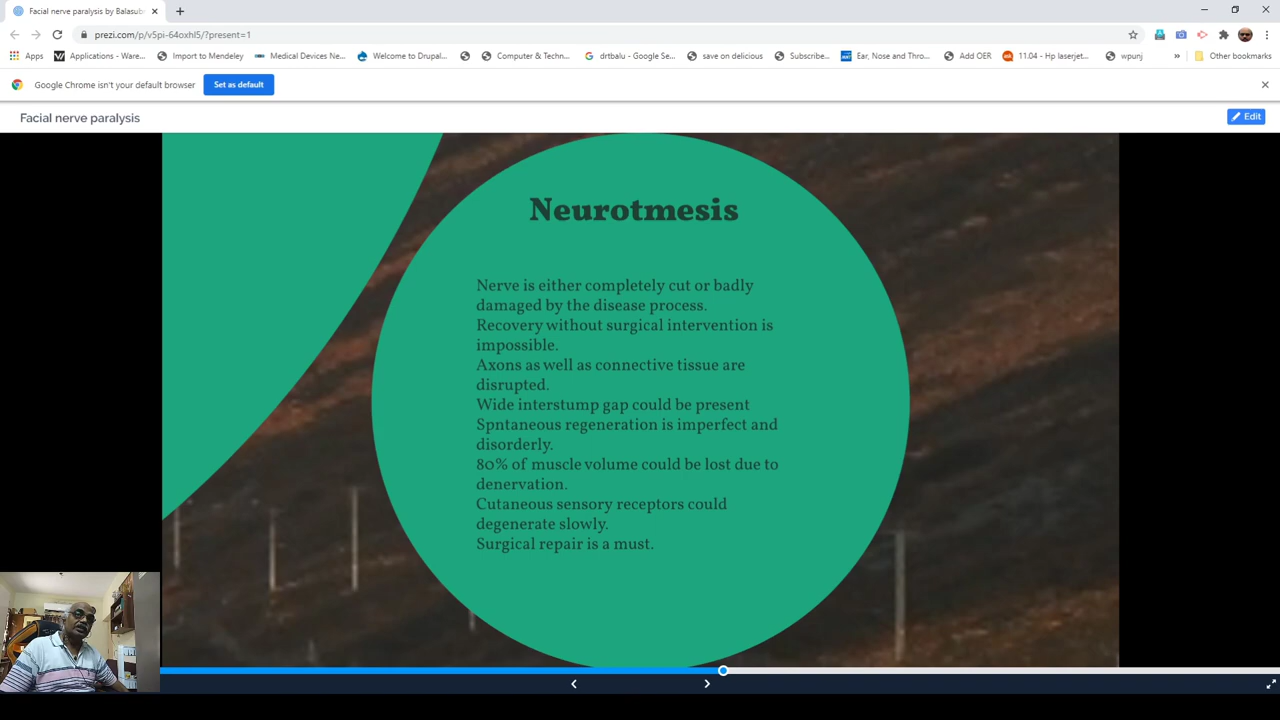 Facial nerve paralysis by Balasub
prezi.com/p/v5pi-64oxhl5/?present=1
Apps Applications - Ware... Import to Mendeley Medical Devices Ne... Welcome to Drupal... Computer & Techn... drtbalu - Google Se... save on delicious Subscribe... Ear, Nose and Thro... Add OER 11.04 - Hp laserjet... wpunj » Other bookmarks
Google Chrome isn't your default browser Set as default
Facial nerve paralysis Edit
Neurotmesis
Nerve is either completely cut or badly
damaged by the disease process.
Recovery without surgical intervention is
impossible.
Axons as well as connective tissue are
disrupted.
Wide interstump gap could be present
Spntaneous regeneration is imperfect and
disorderly.
80% of muscle volume could be lost due to
denervation.
Cutaneous sensory receptors could
degenerate slowly.
Surgical repair is a must.